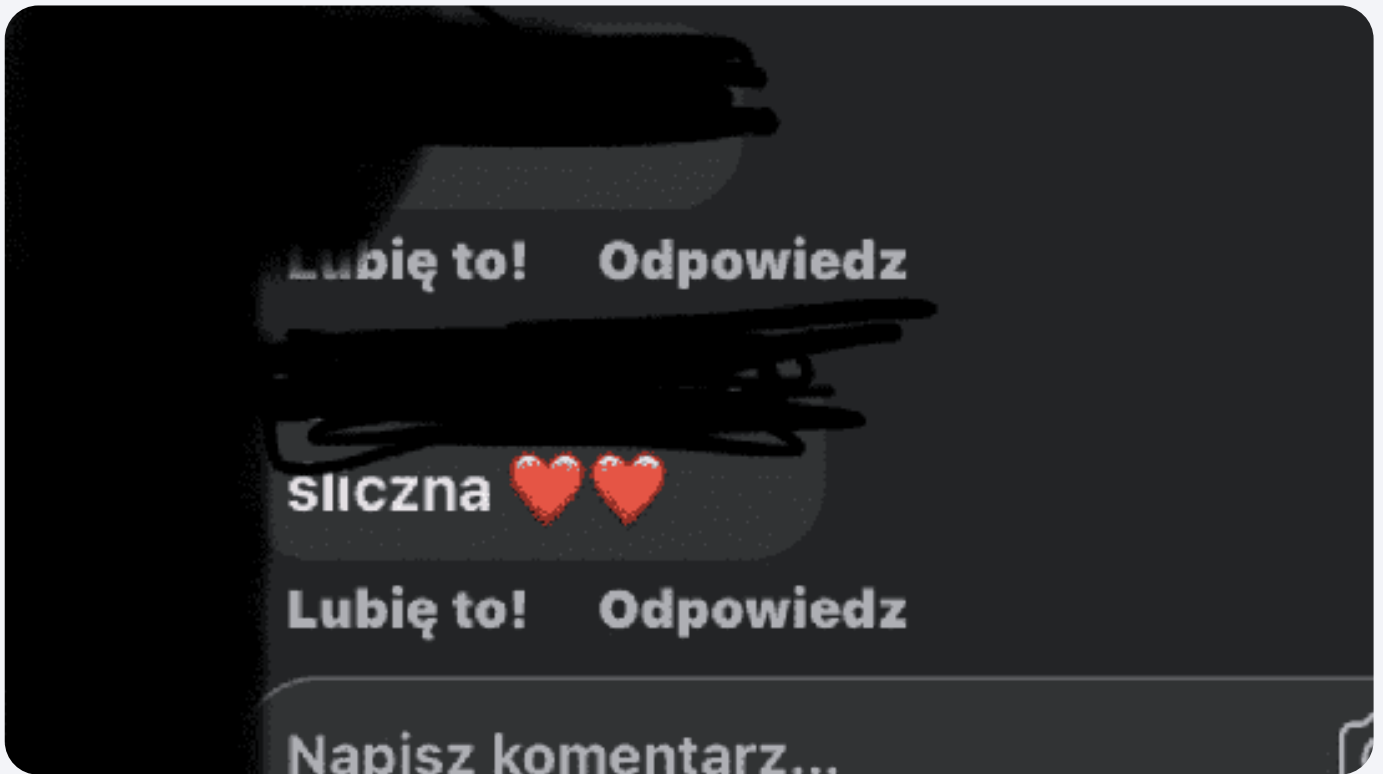 Lubię to! Odpowiedz
sliczna ❤️❤️
Lubię to! Odpowiedz
Napisz komentarz...